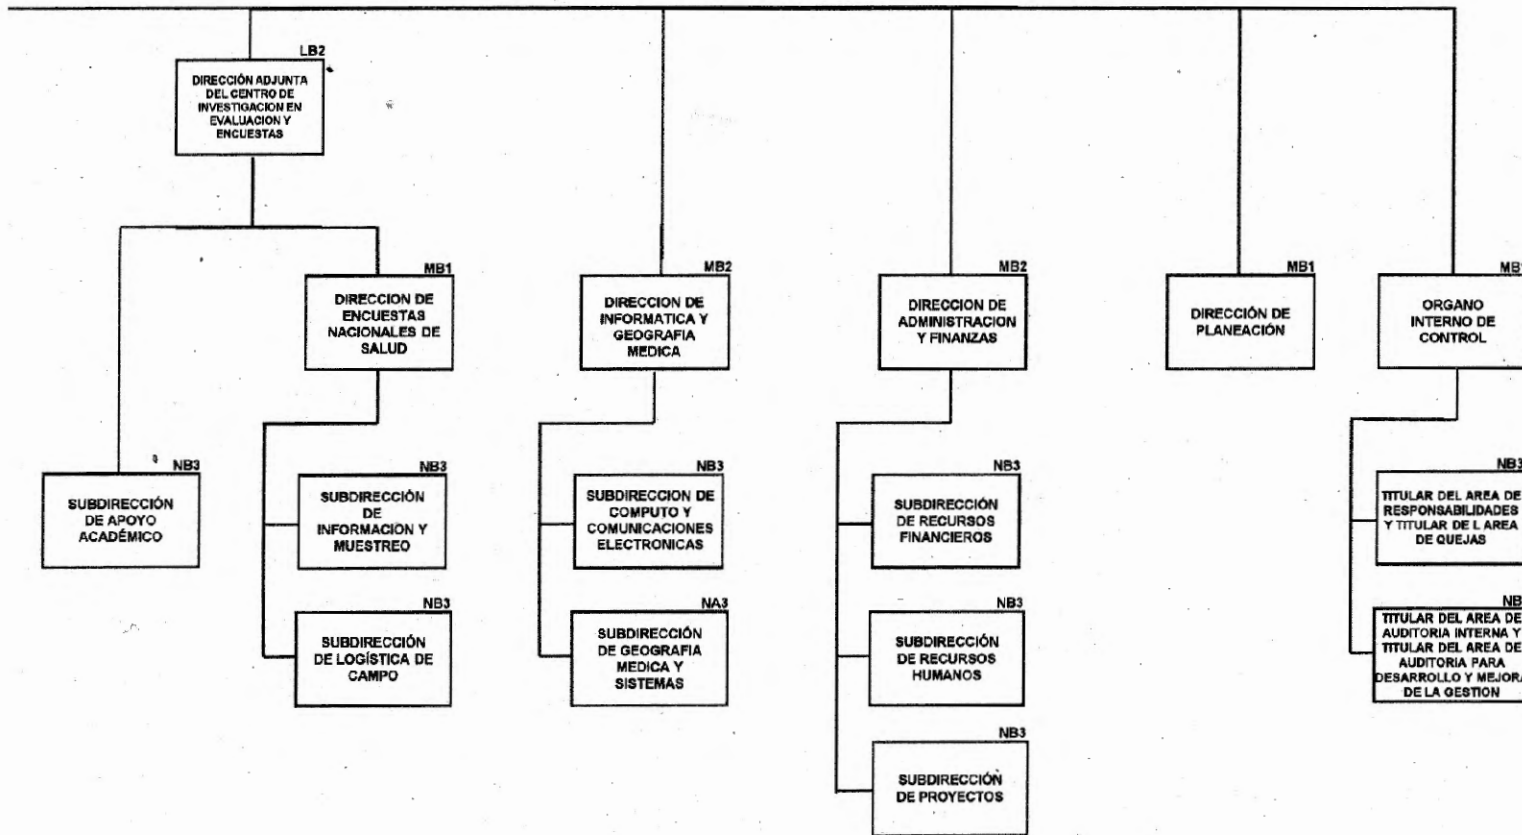 LB2
DIRECCIÓN ADJUNTA
DEL CENTRO DE
INVESTIGACION EN
EVALUACION Y
ENCUESTAS
MB1
DIRECCION DE
ENCUESTAS
NACIONALES DE
SALUD
MB2
DIRECCION DE
INFORMATICA Y
GEOGRAFIA
MEDICA
MB2
DIRECCION DE
ADMINISTRACION
Y FINANZAS
MB1
DIRECCIÓN DE
PLANEACIÓN
MB1
ORGANO
INTERNO DE
CONTROL
NB3
SUBDIRECCIÓN
DE APOYO
ACADÉMICO
NB3
SUBDIRECCIÓN
DE
INFORMACION Y
MUESTREO
NB3
SUBDIRECCION DE
COMPUTO Y
COMUNICACIONES
ELECTRONICAS
NB3
SUBDIRECCIÓN
DE RECURSOS
FINANCIEROS
NB3
TITULAR DEL AREA DE
RESPONSABILIDADES
Y TITULAR DE L AREA
DE QUEJAS
NB3
SUBDIRECCIÓN
DE LOGÍSTICA DE
CAMPO
NA3
SUBDIRECCIÓN
DE GEOGRAFIA
MEDICA Y
SISTEMAS
NB3
SUBDIRECCIÓN
DE RECURSOS
HUMANOS
NB
TITULAR DEL AREA DE
AUDITORIA INTERNA Y
TITULAR DEL AREA DE
AUDITORIA PARA
DESARROLLO Y MEJORA
DE LA GESTION
NB3
SUBDIRECCIÓN
DE PROYECTOS